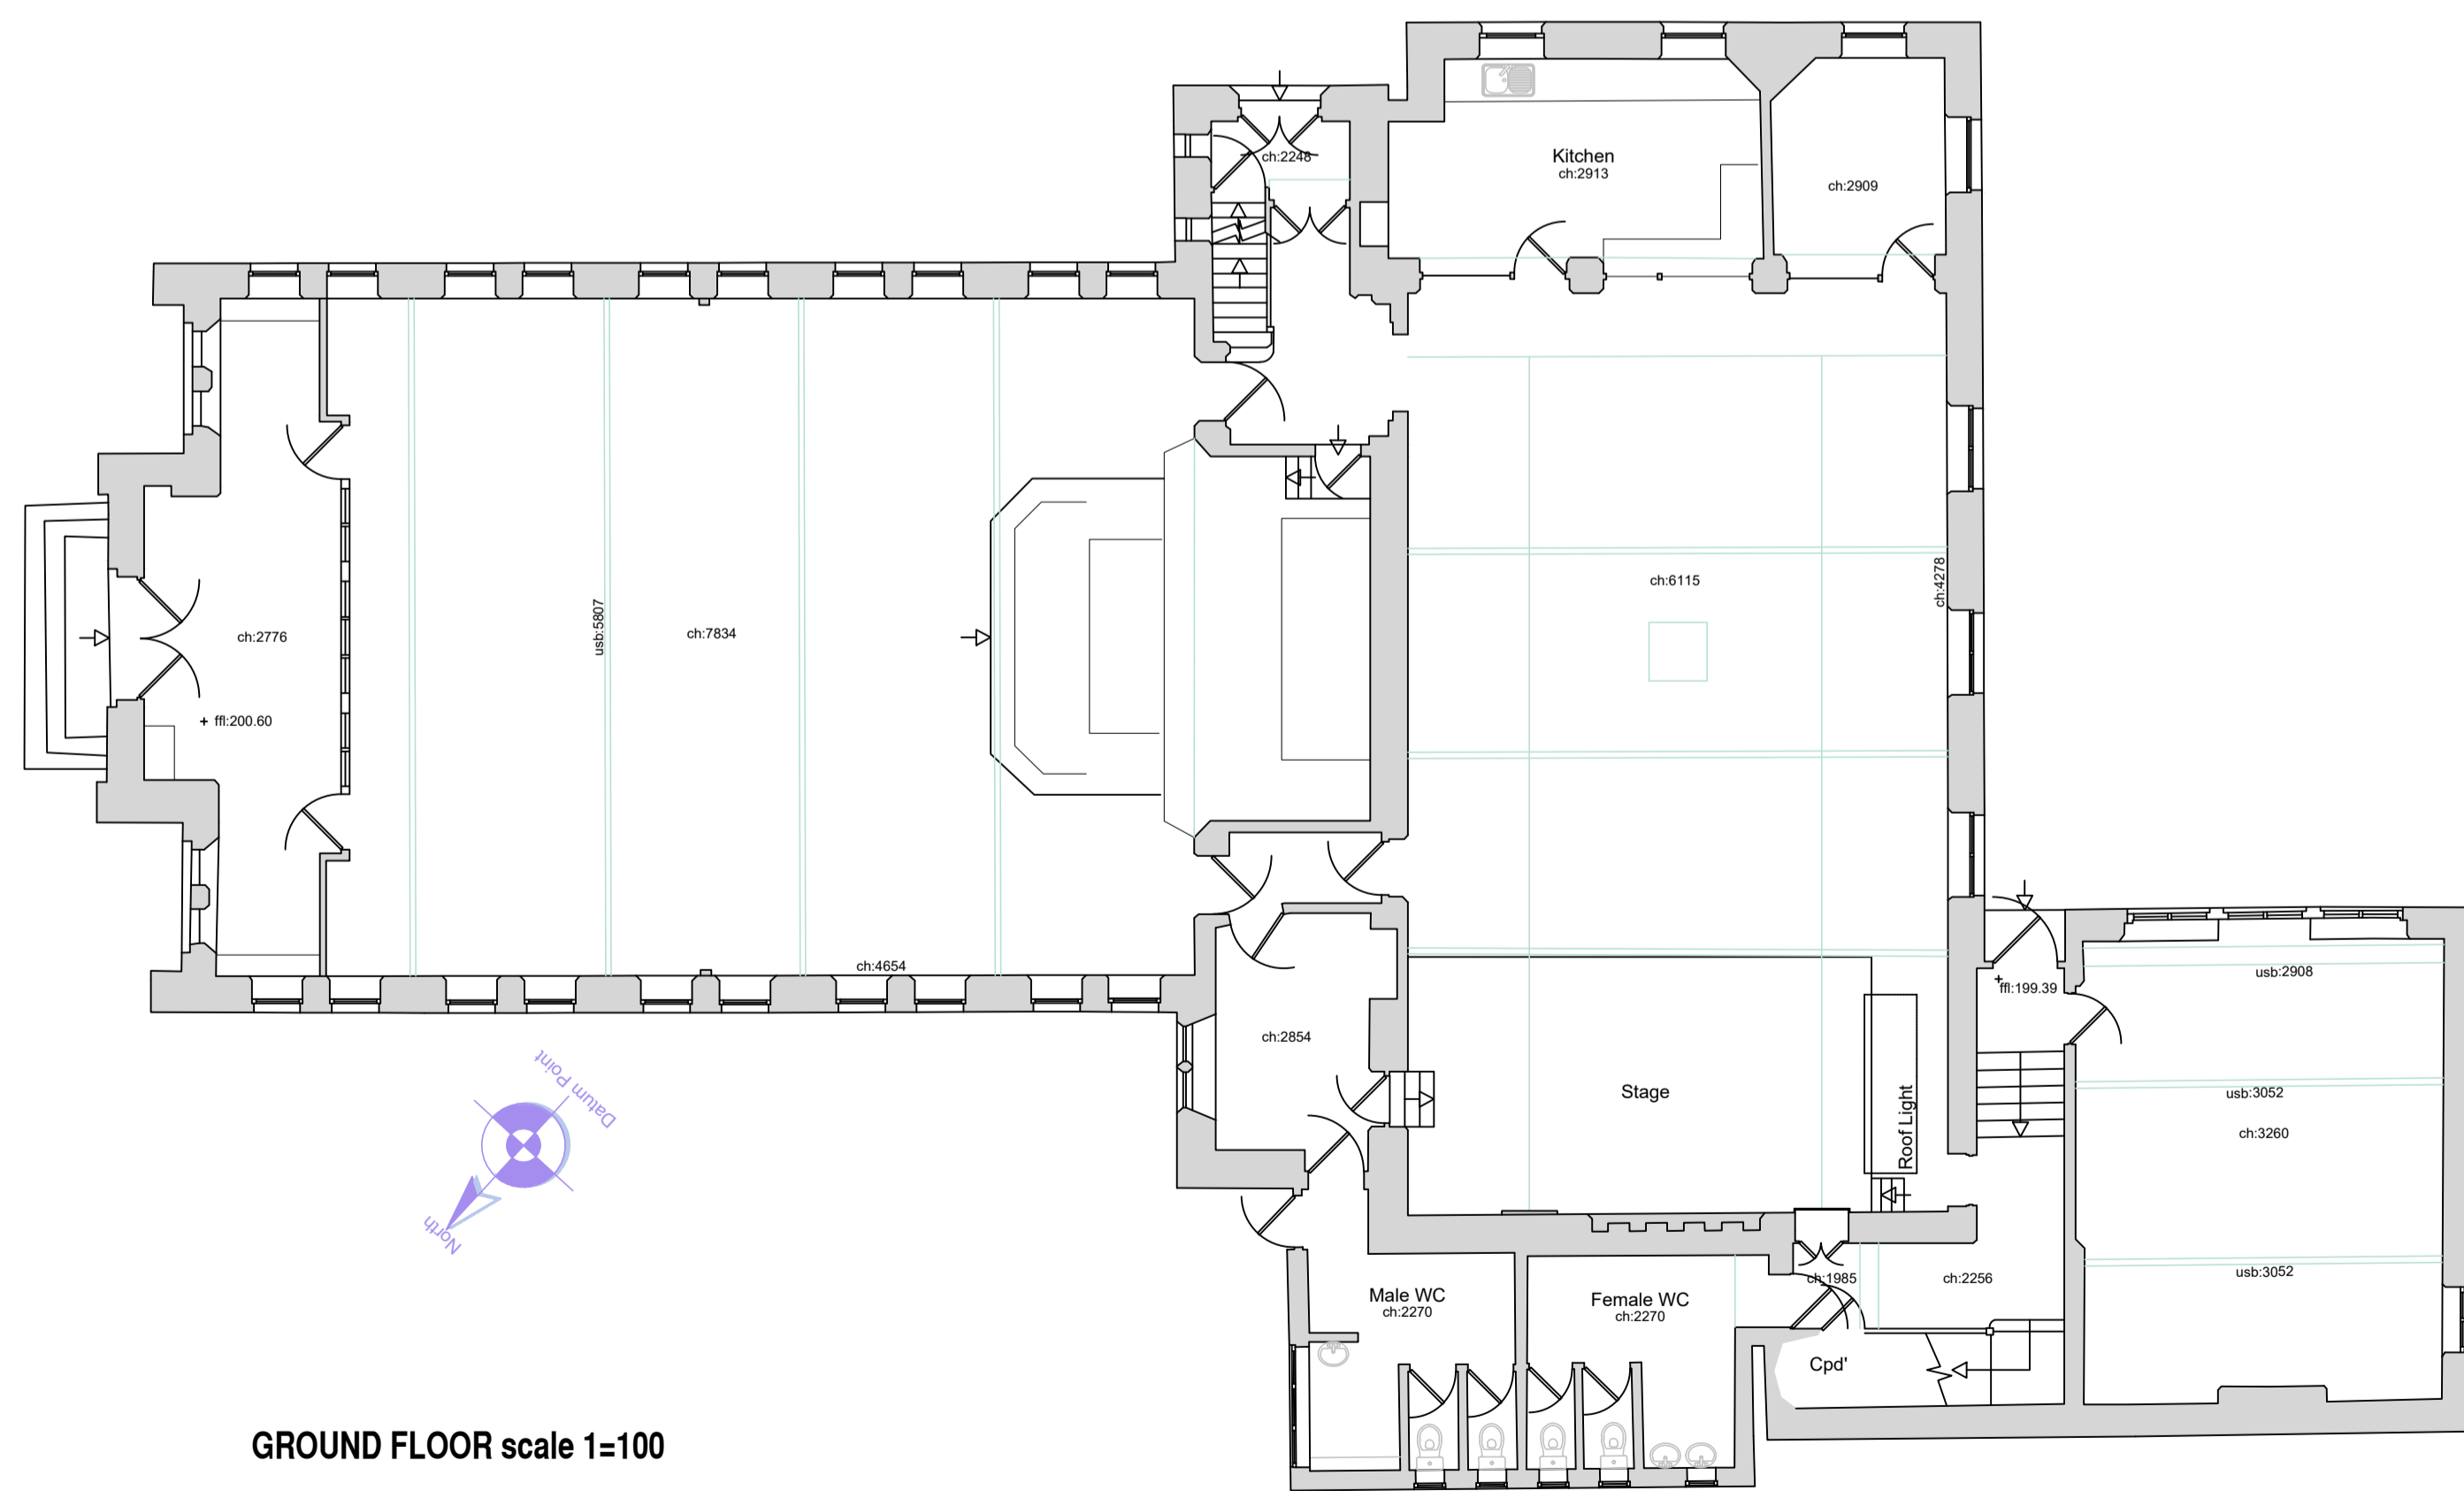 ch:2248
Kitchen
ch:2913
ch:2909
usb:5807
ch:7834
ch:2776
ffl:200.60
ch:6115
ch:4278
ch:4654
ch:2854
Stage
Roof Light
ffl:199.39
usb:2908
usb:3052
ch:3260
usb:3052
Datum Point
North
Male WC
ch:2270
Female WC
ch:2270
ch:1985
ch:2256
Cpd'
GROUND FLOOR scale 1=100